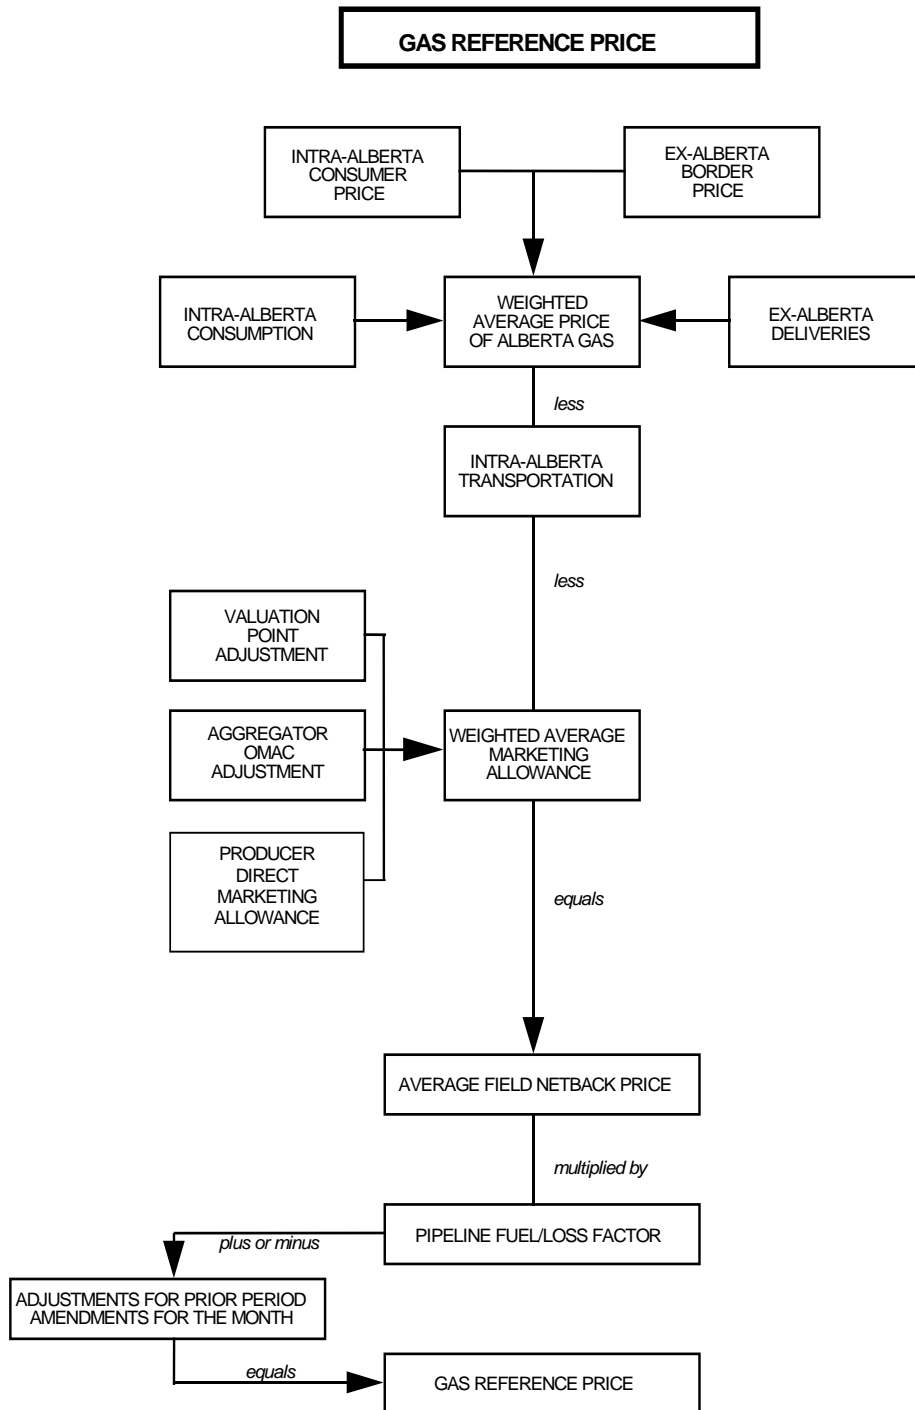 GAS REFERENCE PRICE
INTRA-ALBERTA
CONSUMER
PRICE
EX-ALBERTA
BORDER
PRICE
INTRA-ALBERTA
CONSUMPTION
WEIGHTED
AVERAGE PRICE
OF ALBERTA GAS
EX-ALBERTA
DELIVERIES
less
INTRA-ALBERTA
TRANSPORTATION
less
VALUATION
POINT
ADJUSTMENT
AGGREGATOR
OMAC
ADJUSTMENT
WEIGHTED AVERAGE
MARKETING
ALLOWANCE
PRODUCER
DIRECT
MARKETING
ALLOWANCE
equals
AVERAGE FIELD NETBACK PRICE
multiplied by
PIPELINE FUEL/LOSS FACTOR
plus or minus
ADJUSTMENTS FOR PRIOR PERIOD
AMENDMENTS FOR THE MONTH
equals
GAS REFERENCE PRICE